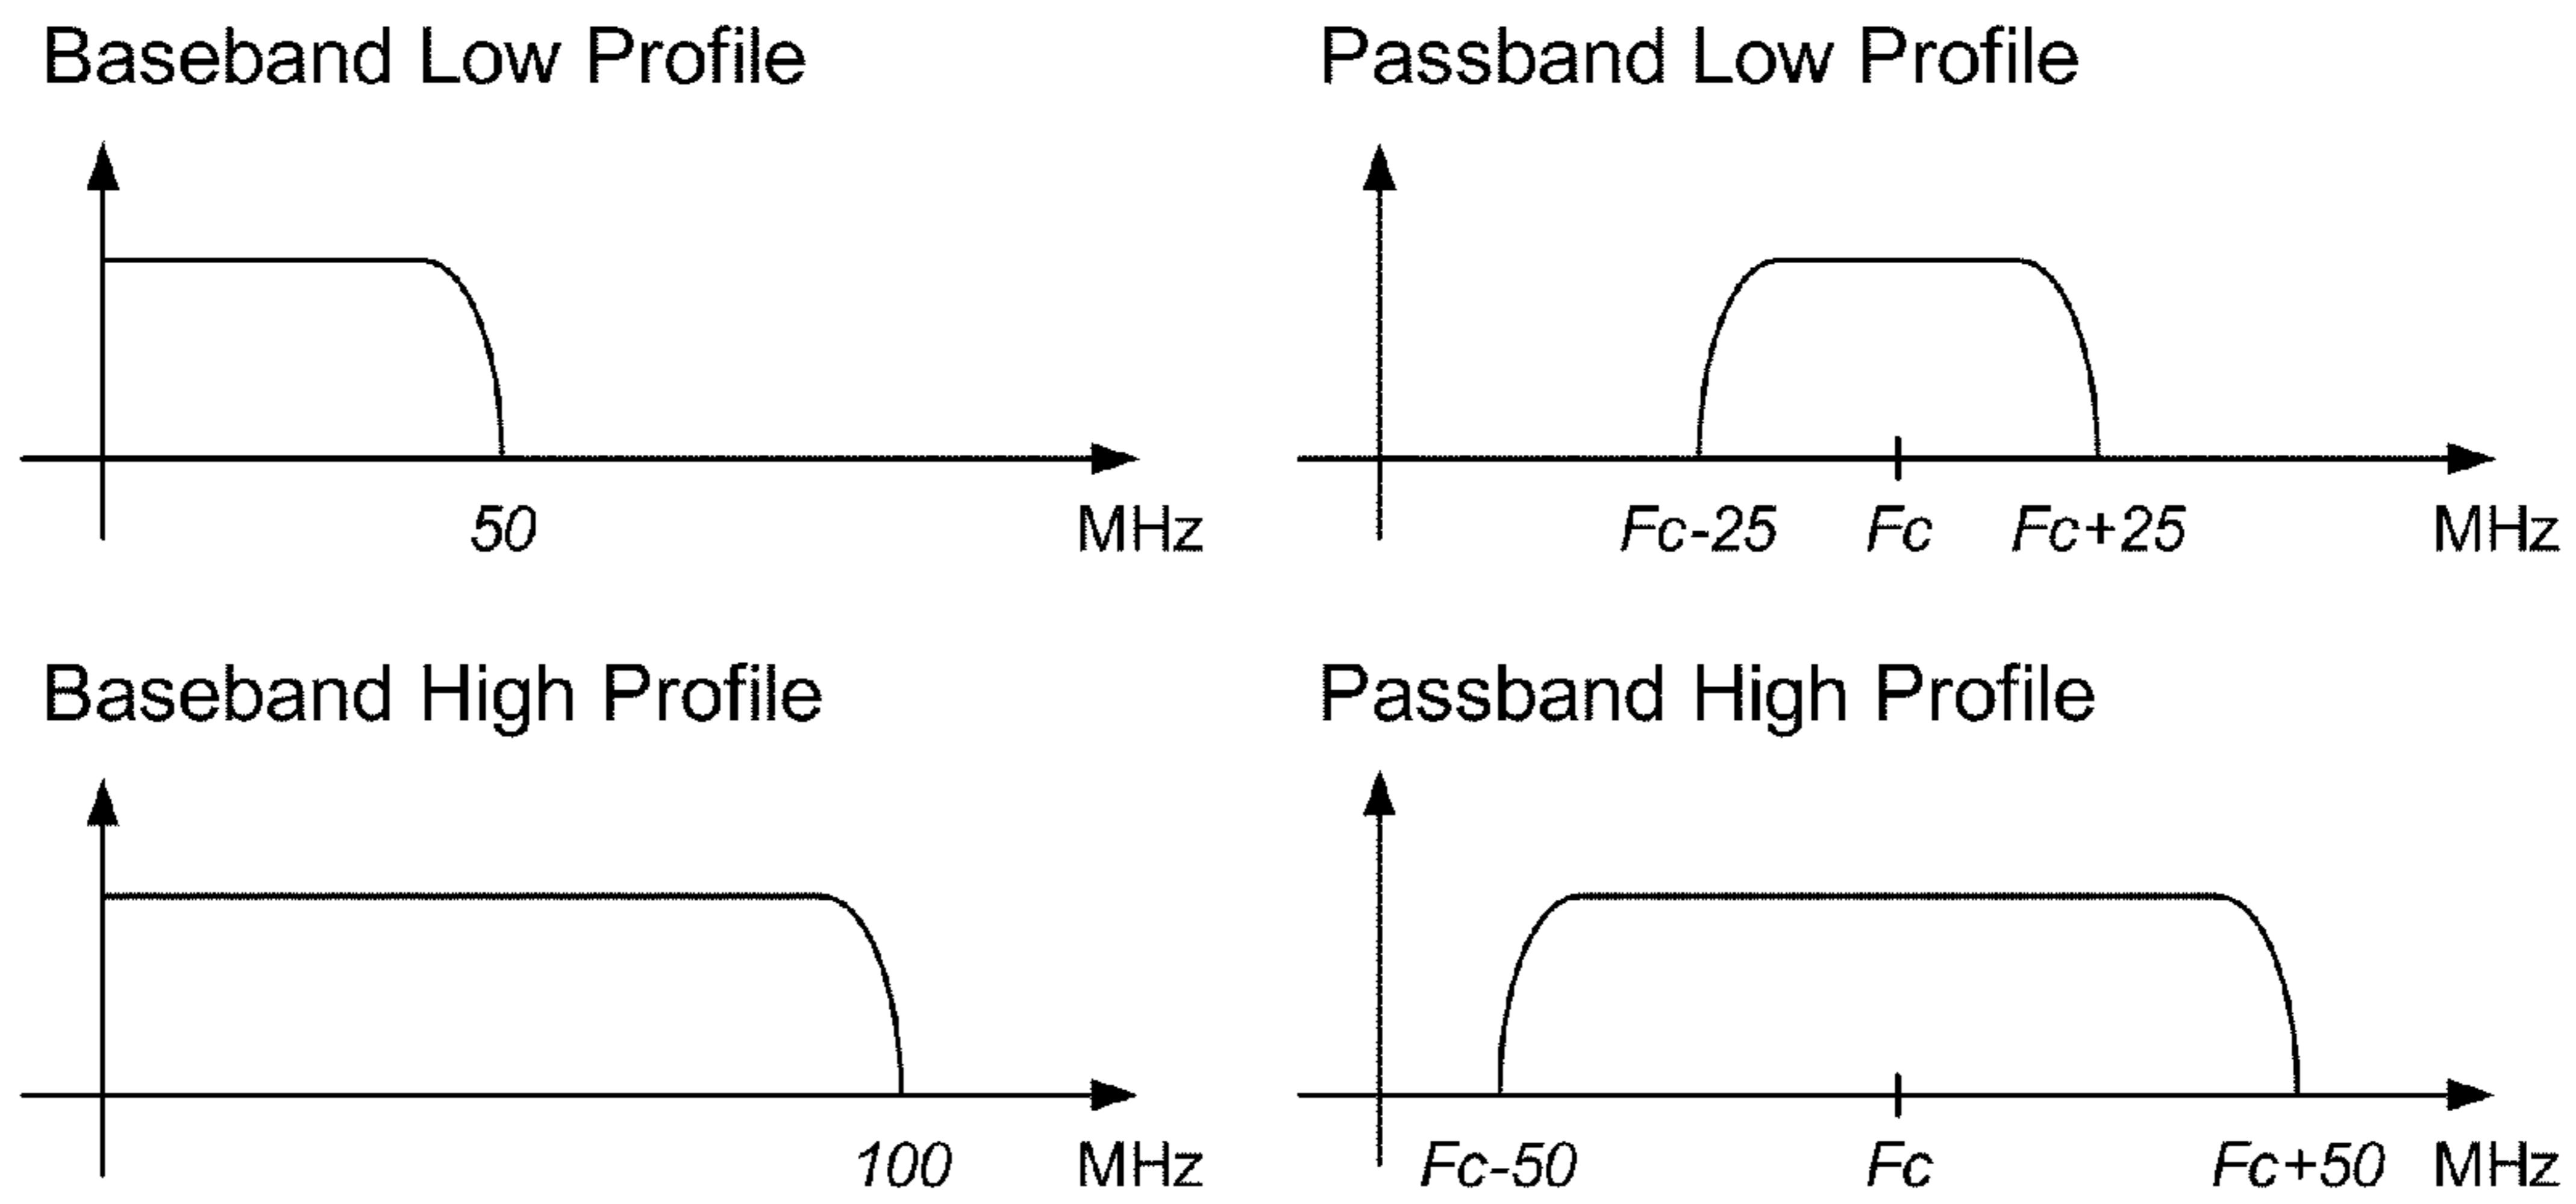 Baseband Low Profile
50 MHz
Passband Low Profile
Fc-25 Fc Fc+25 MHz
Baseband High Profile
100 MHz
Passband High Profile
Fc-50 Fc Fc+50 MHz